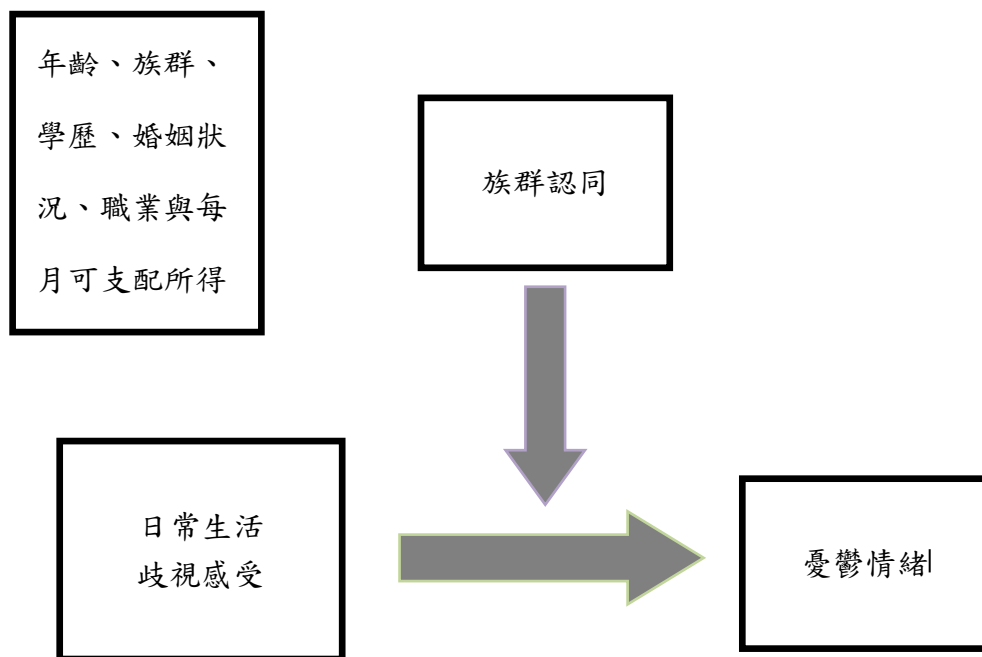 年齡、族群、
學歷、婚姻狀
況、職業與每
月可支配所得
族群認同
日常生活
歧視感受
憂鬱情緒